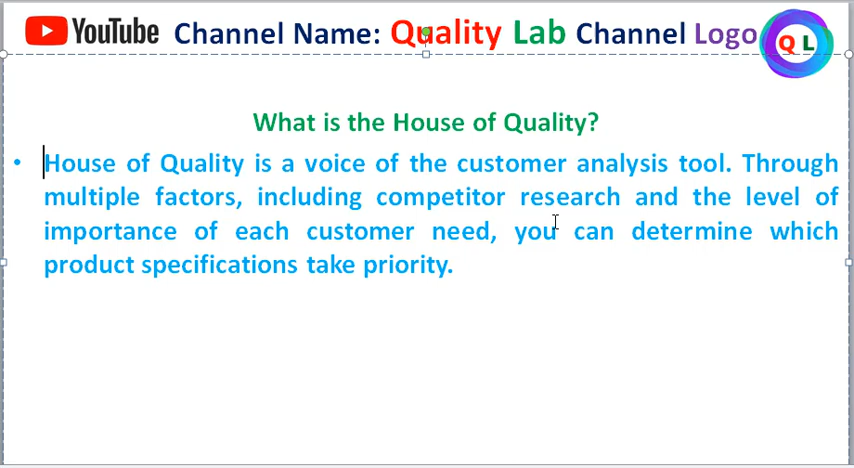 YouTube Channel Name: Quality Lab Channel Logo Q L
What is the House of Quality?
• House of Quality is a voice of the customer analysis tool. Through
multiple factors, including competitor research and the level of
importance of each customer need, you can determine which
product specifications take priority.